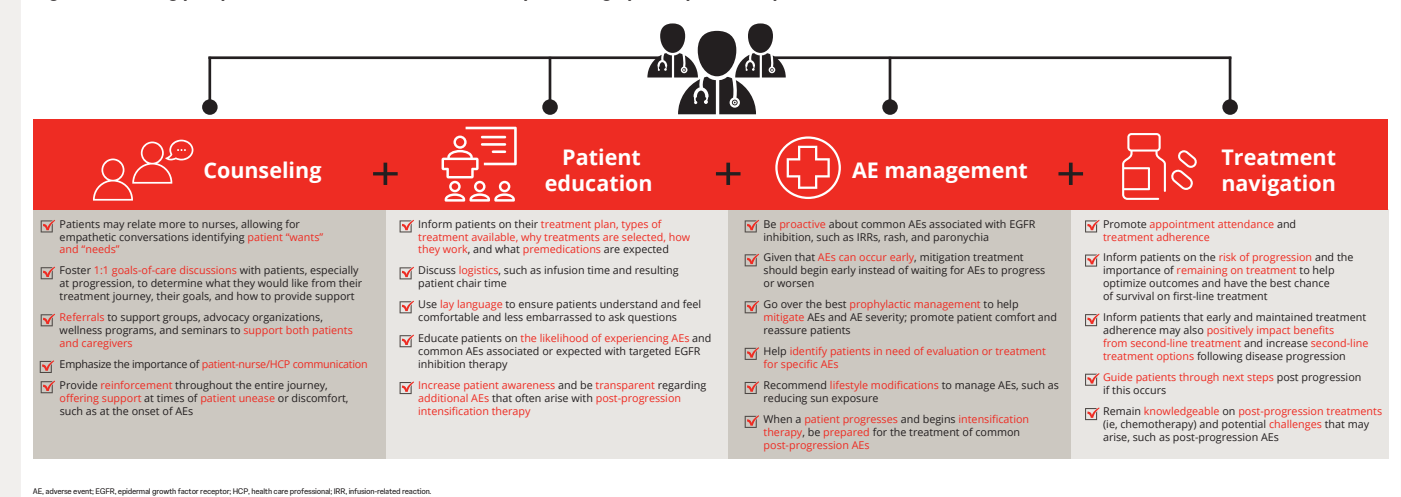 Counseling
Patients may relate more to nurses, allowing for
empathetic conversations identifying patient “wants”
and “needs”
Foster 1:1 goals-of-care discussions with patients, especially
at progression, to determine what they would like from their
treatment journey, their goals, and how to provide support
Referrals to support groups, advocacy organizations,
wellness programs, and seminars to support both patients
and caregivers
Emphasize the importance of patient-nurse/HCP communication
Provide reinforcement throughout the entire journey,
offering support at times of patient unease or discomfort,
such as at the onset of AEs
+
Patient
education
Inform patients on their treatment plan, types of
treatment available, why treatments are selected, how
they work, and what premedications are expected
Discuss logistics, such as infusion time and resulting
patient chair time
Use lay language to ensure patients understand and feel
comfortable and less embarrassed to ask questions
Educate patients on the likelihood of experiencing AEs and
common AEs associated or expected with targeted EGFR
inhibition therapy
Increase patient awareness and be transparent regarding
additional AEs that often arise with post-progression
intensification therapy
+
AE management
Be proactive about common AEs associated with EGFR
inhibition, such as IRRs, rash, and paronychia
Given that AEs can occur early, mitigation treatment
should begin early instead of waiting for AEs to progress
or worsen
Go over the best prophylactic management to help
mitigate AEs and AE severity; promote patient comfort and
reassure patients
Help identify patients in need of evaluation or treatment
for specific AEs
Recommend lifestyle modifications to manage AEs, such as
reducing sun exposure
When a patient progresses and begins intensification
therapy, be prepared for the treatment of common
post-progression AEs
+
Treatment
navigation
Promote appointment attendance and
treatment adherence
Inform patients on the risk of progression and the
importance of remaining on treatment to help
optimize outcomes and have the best chance
of survival on first-line treatment
Inform patients that early and maintained treatment
adherence may also positively impact benefits
from second-line treatment and increase second-line
treatment options following disease progression
Guide patients through next steps post progression
if this occurs
Remain knowledgeable on post-progression treatments
(ie, chemotherapy) and potential challenges that may
arise, such as post-progression AEs
AE, adverse event; EGFR, epidermal growth factor receptor; HCP, health care professional; IRR, infusion-related reaction.